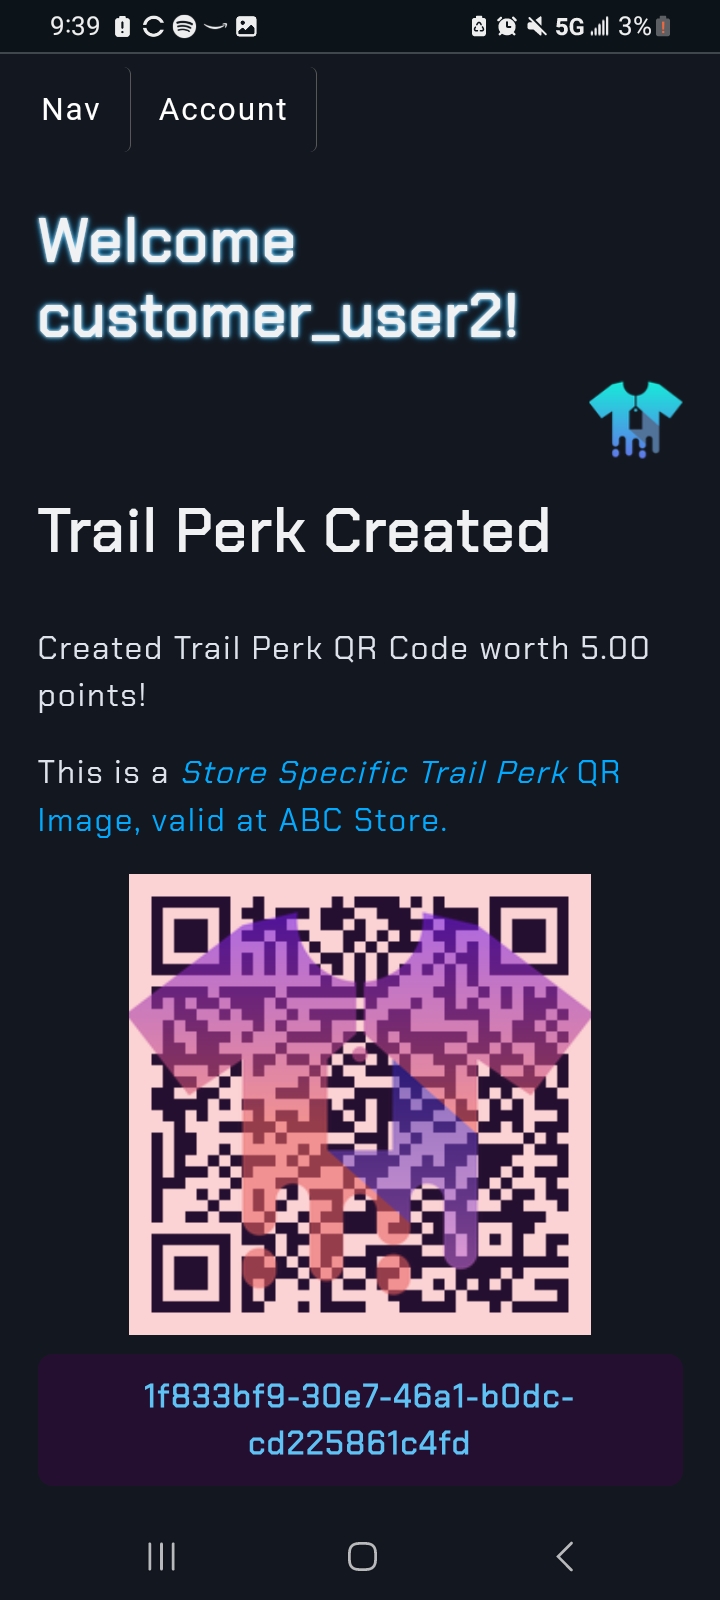 9:39 5G 3%
Nav Account
Welcome
customer_user2!
Trail Perk Created
Created Trail Perk QR Code worth 5.00
points!
This is a Store Specific Trail Perk QR
Image, valid at ABC Store.
1f833bf9-30e7-46a1-b0dc-
cd225861c4fd